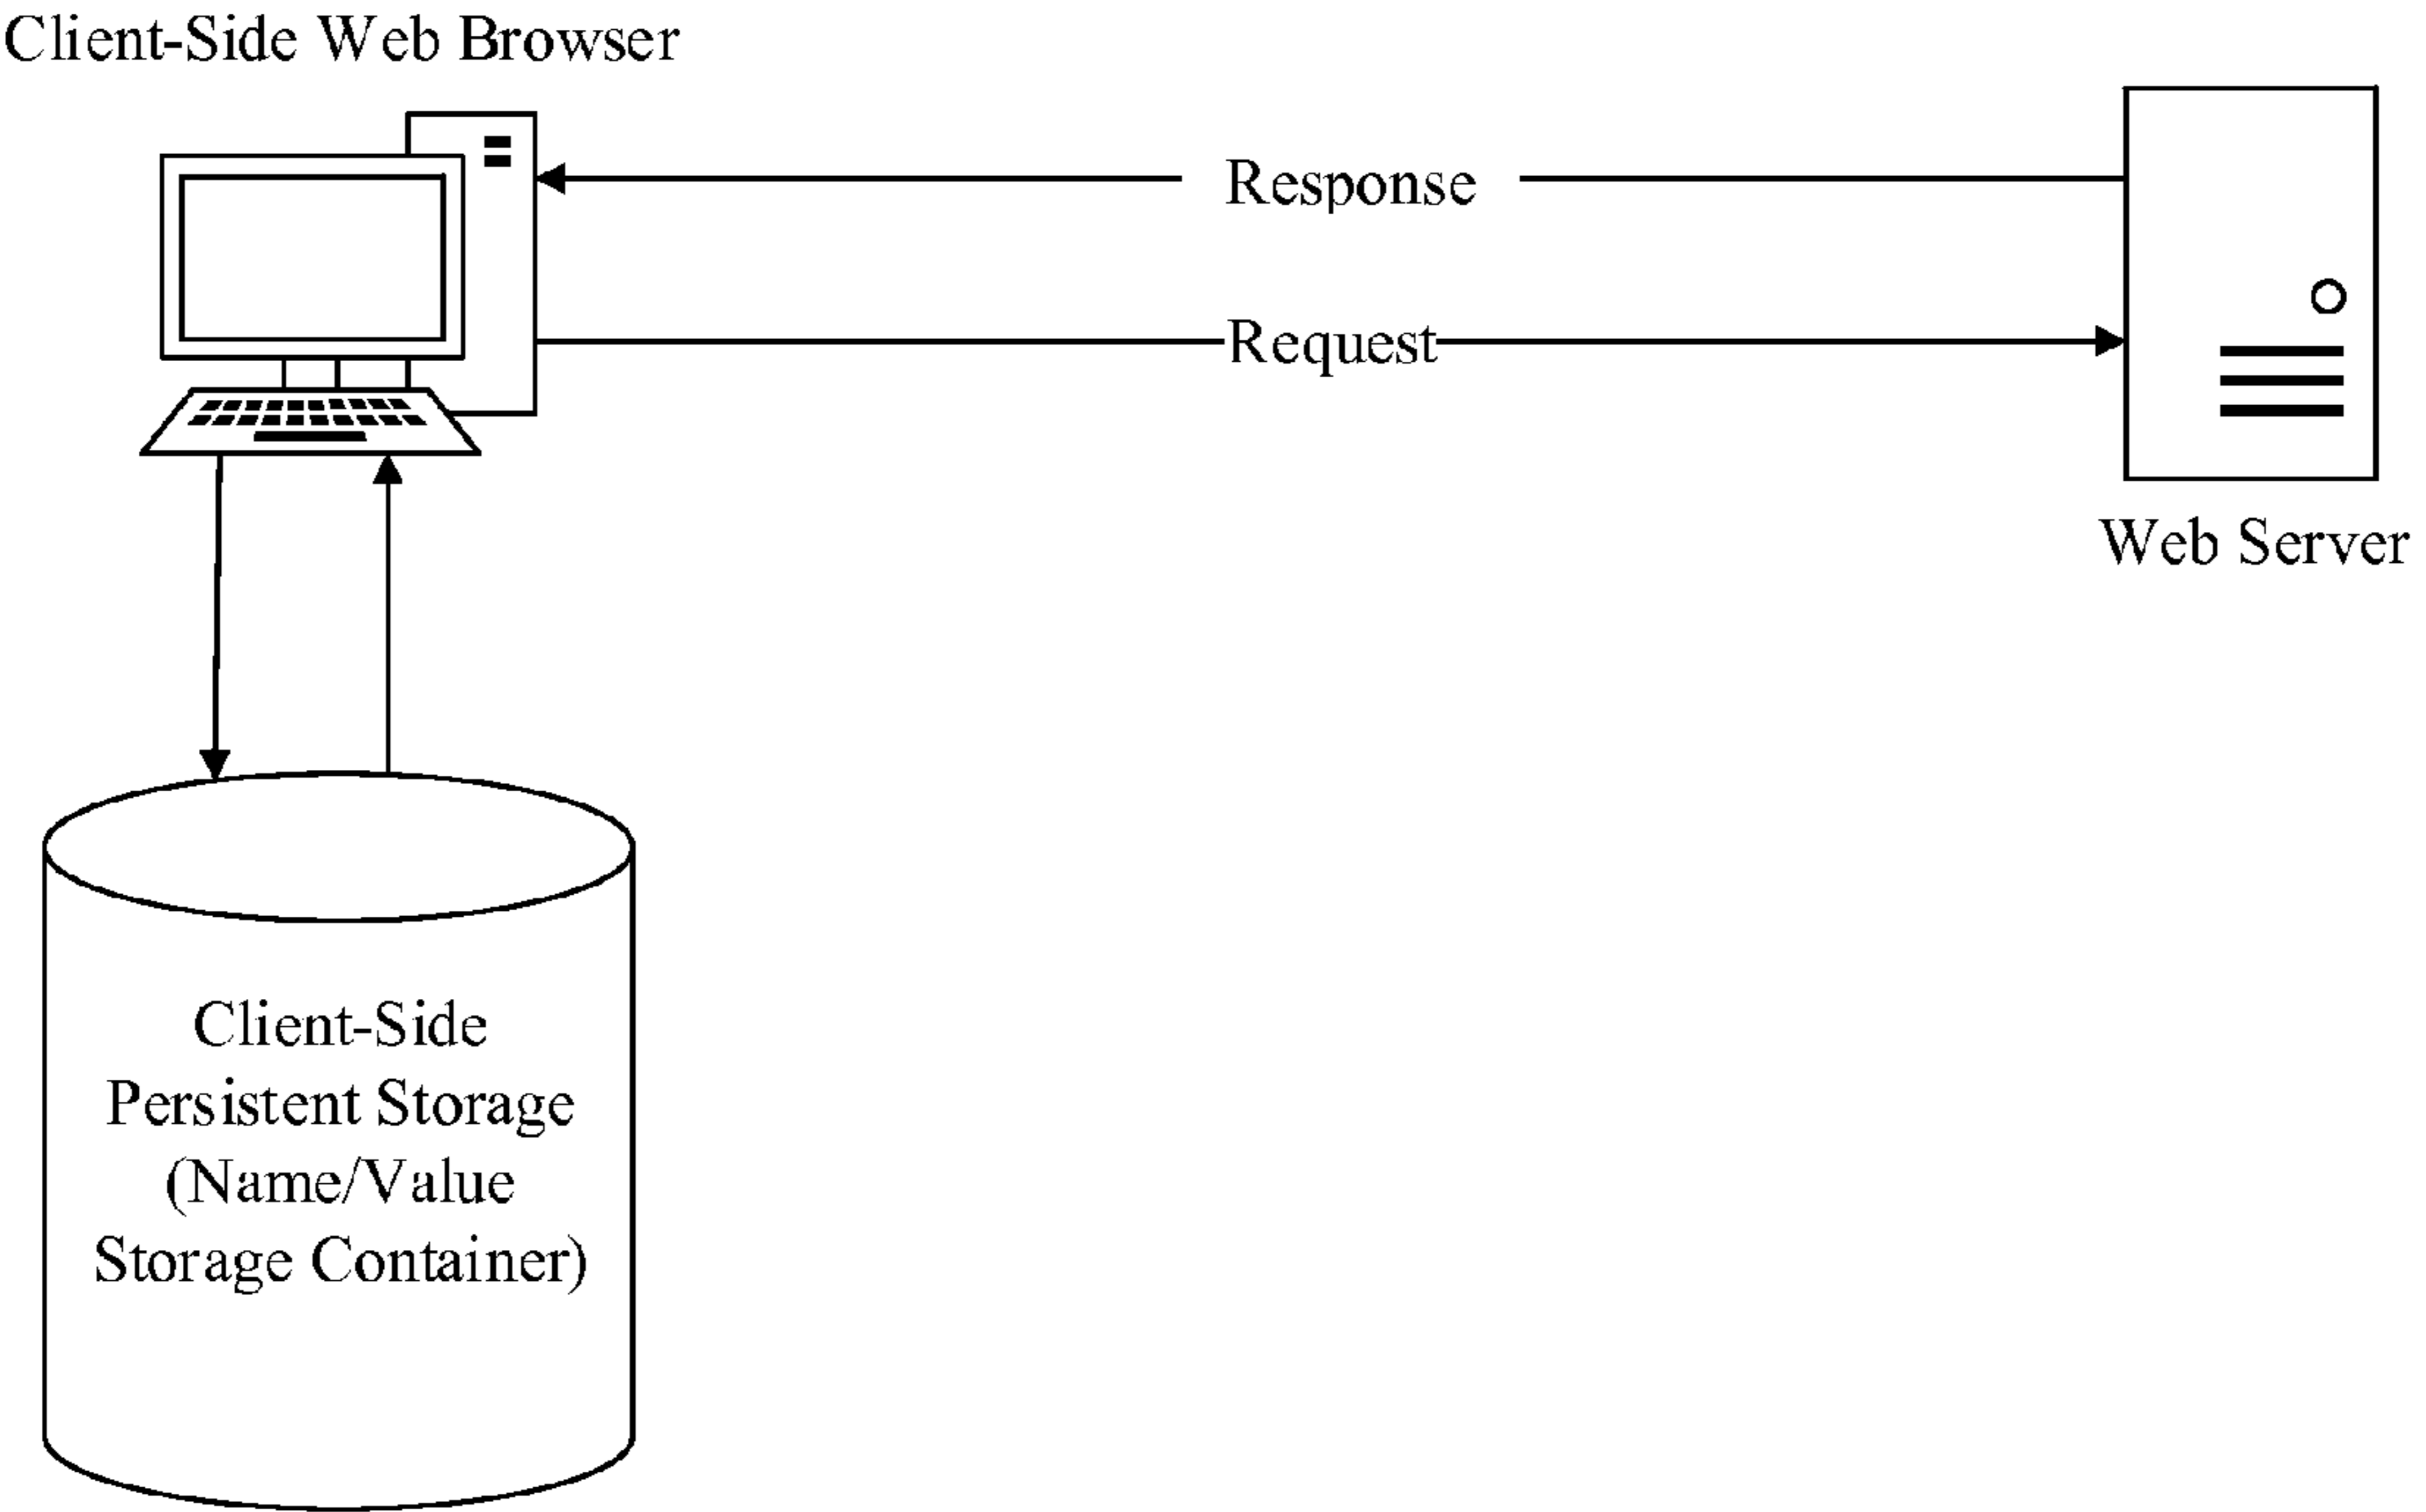 Client-Side Web Browser
Response
Request
Web Server
Client-Side
Persistent Storage
(Name/Value
Storage Container)